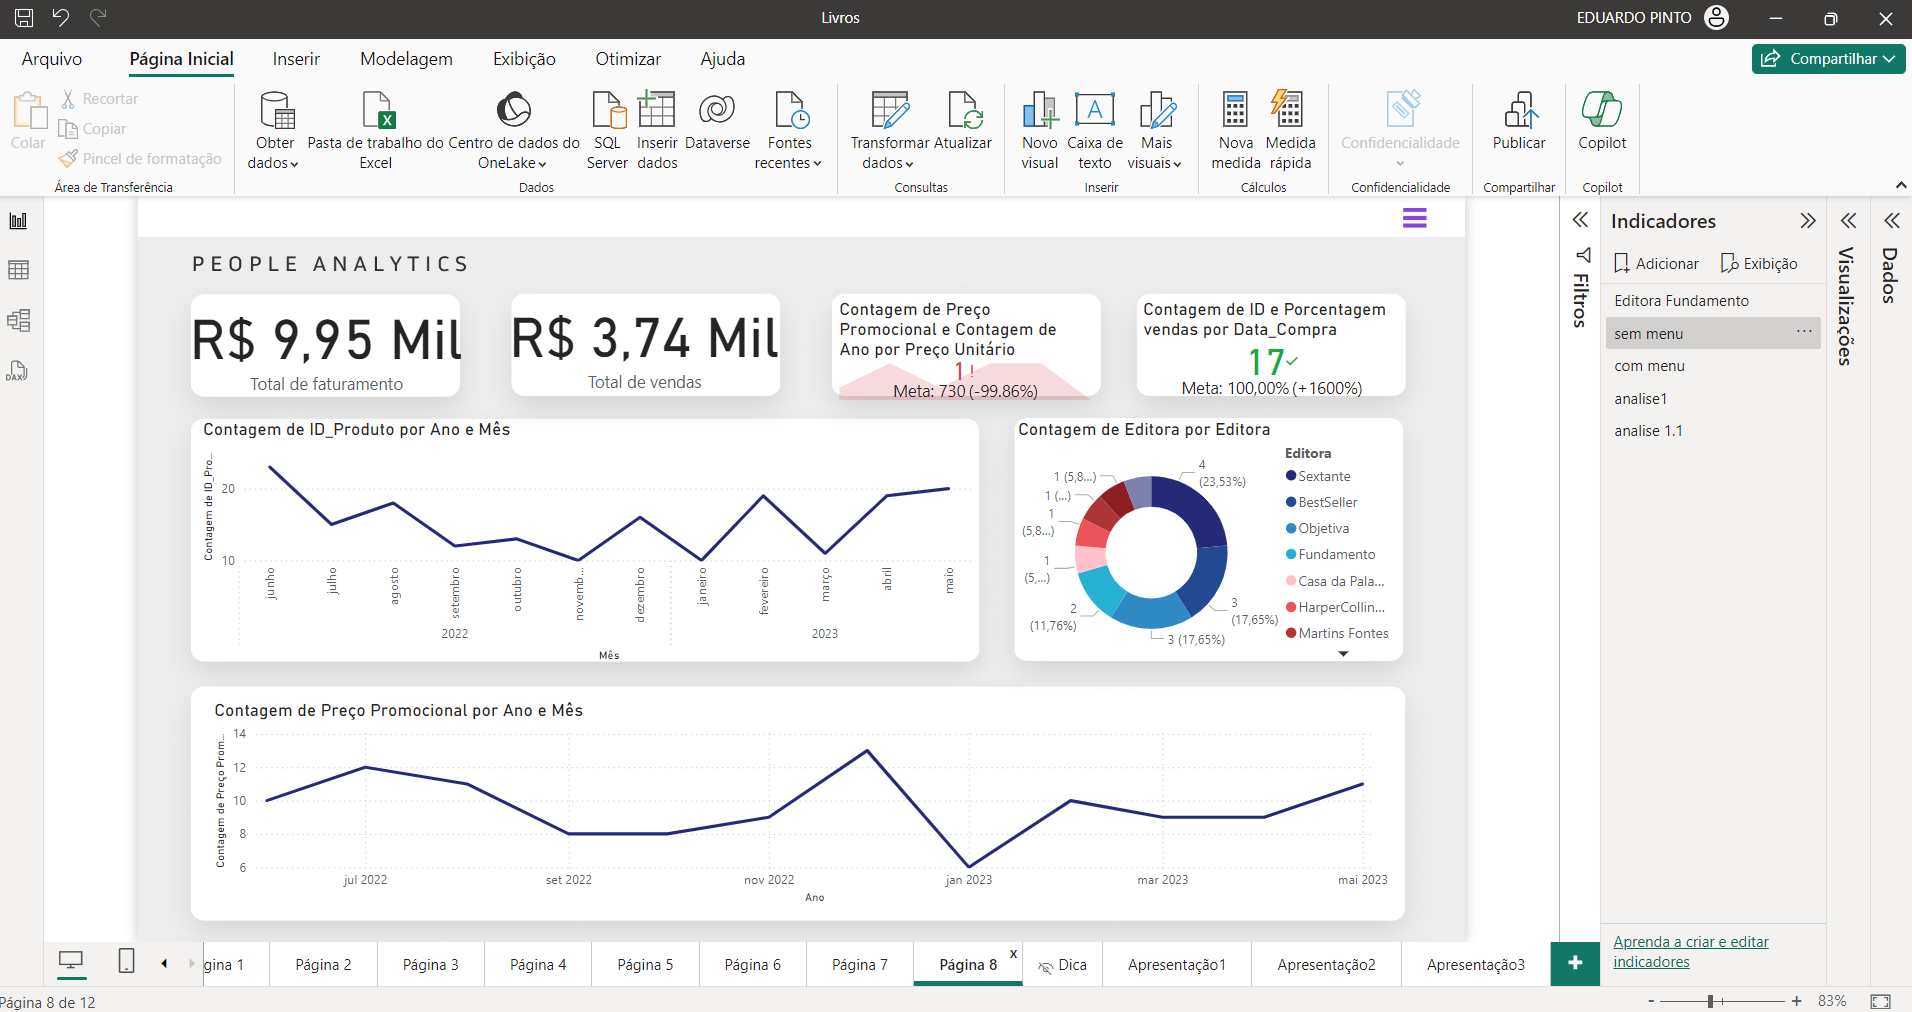 Livros
EDUARDO PINTO
Arquivo
Página Inicial
Inserir
Modelagem
Exibição
Otimizar
Ajuda
Compartilhar
Colar
Recortar
Copiar
Pincel de formatação
Área de Transferência
Obter dados
Pasta de trabalho do Excel
Centro de dados do OneLake
SQL Server
Inserir dados
Dataverse
Fontes recentes
Dados
Transformar dados
Atualizar
Consultas
Novo visual
Caixa de texto
Mais visuais
Inserir
Nova medida
Medida rápida
Cálculos
Confidencialidade
Confidencialidade
Publicar
Compartilhar
Copilot
Copilot
DAX
PEOPLE ANALYTICS
R$ 9,95 Mil
Total de faturamento
R$ 3,74 Mil
Total de vendas
Contagem de Preço
Promocional e Contagem de
Ano por Preço Unitário
1!
Meta: 730 (-99.86%)
Contagem de ID e Porcentagem
vendas por Data_Compra
17
Meta: 100,00% (+1600%)
Contagem de ID_Produto por Ano e Mês
Contagem de ID_Pro...
20
10
junho
julho
agosto
setembro
outubro
novemb...
dezembro
janeiro
fevereiro
março
abril
maio
2022
2023
Mês
Contagem de Editora por Editora
4
(23,53%)
3
(17,65%)
3 (17,65%)
2
(11,76%)
1
(5,...)
1
(5,8...)
1 (...)
1 (5,8...)
Editora
Sextante
BestSeller
Objetiva
Fundamento
Casa da Pala...
HarperCollin...
Martins Fontes
Contagem de Preço Promocional por Ano e Mês
Contagem de Preço Prom...
14
12
10
8
6
jul 2022
set 2022
nov 2022
jan 2023
mar 2023
mai 2023
Ano
Filtros
Indicadores
Adicionar
Exibição
Editora Fundamento
sem menu
...
com menu
analise1
analise 1.1
Aprenda a criar e editar
indicadores
Visualizações
Dados
gina 1
Página 2
Página 3
Página 4
Página 5
Página 6
Página 7
Página 8
x
Dica
Apresentação1
Apresentação2
Apresentação3
+
Página 8 de 12
- + 83%